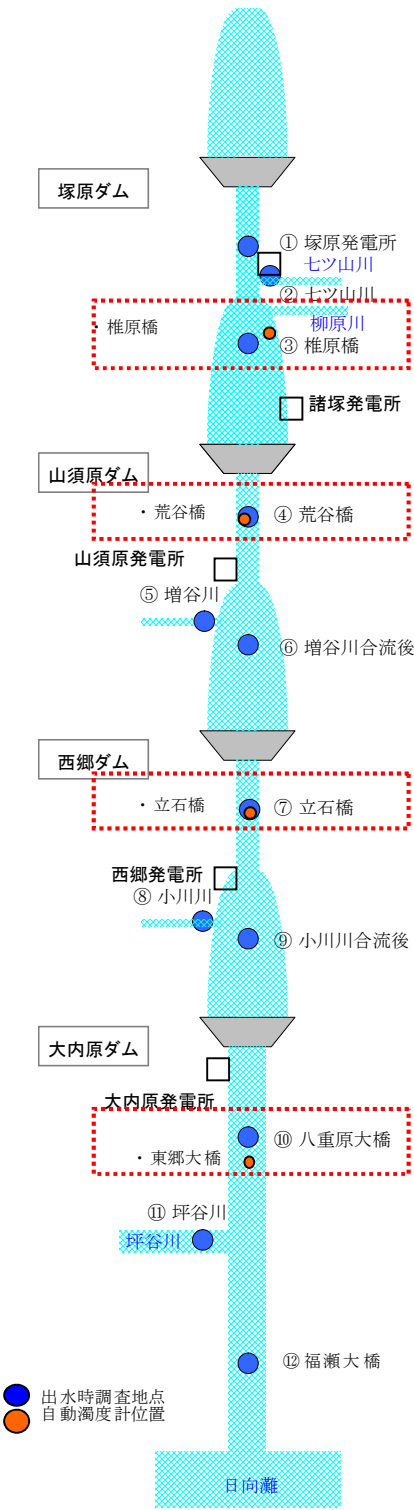 塚原ダム
① 塚原発電所
七ツ山川
② 七ツ山川
柳原川
・椎原橋
③ 椎原橋
諸塚発電所
山須原ダム
・荒谷橋
④ 荒谷橋
山須原発電所
⑤ 増谷川
⑥ 増谷川合流後
西郷ダム
・立石橋
⑦ 立石橋
西郷発電所
⑧ 小川川
⑨ 小川川合流後
大内原ダム
大内原発電所
⑩ 八重原大橋
・東郷大橋
⑪ 坪谷川
坪谷川
⑫ 福瀬大橋
出水時調査地点
自動濁度計位置
日向灘